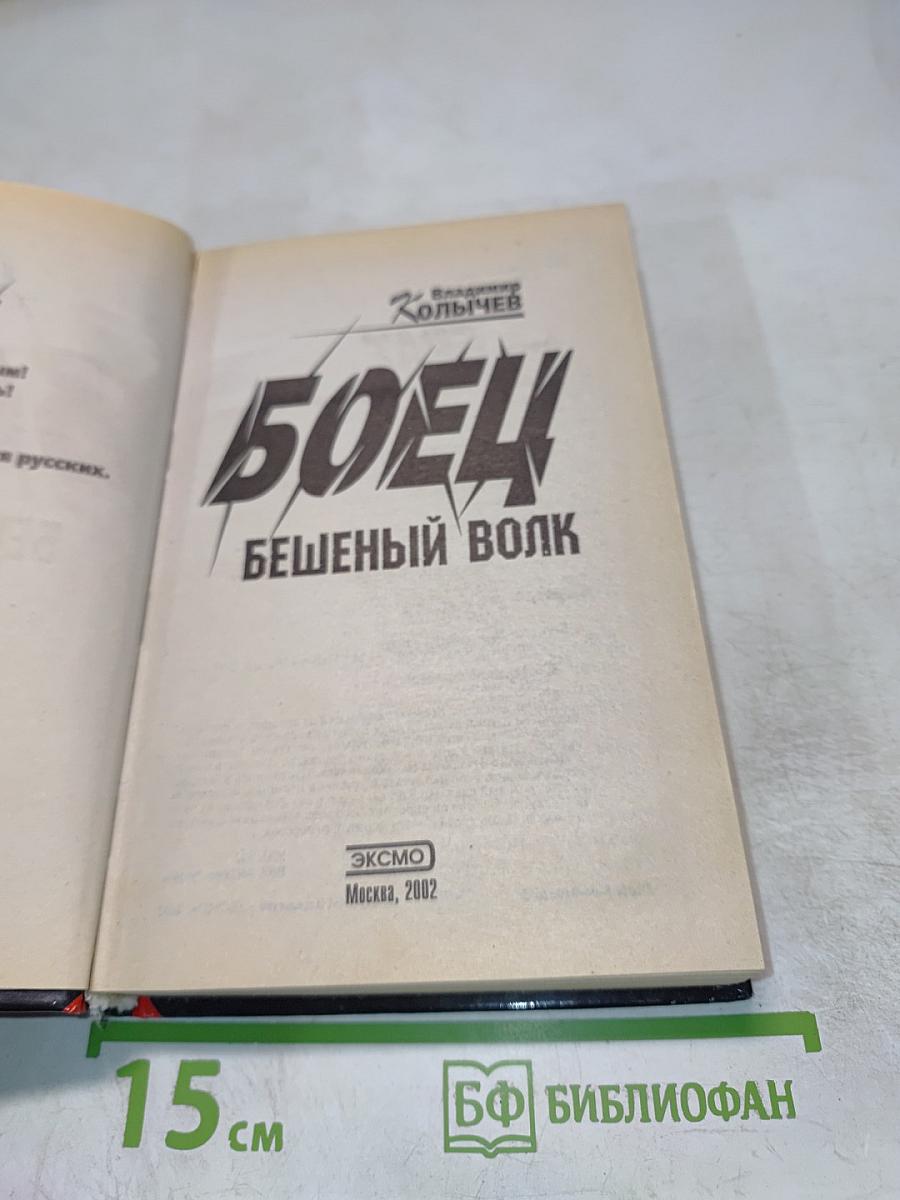 русских.
Владимир
Колычев
БОЕЦ
БЕШЕНЫЙ ВОЛК
ЭКСМО
Москва, 2002
15 см
БФ БИБЛИОФАН